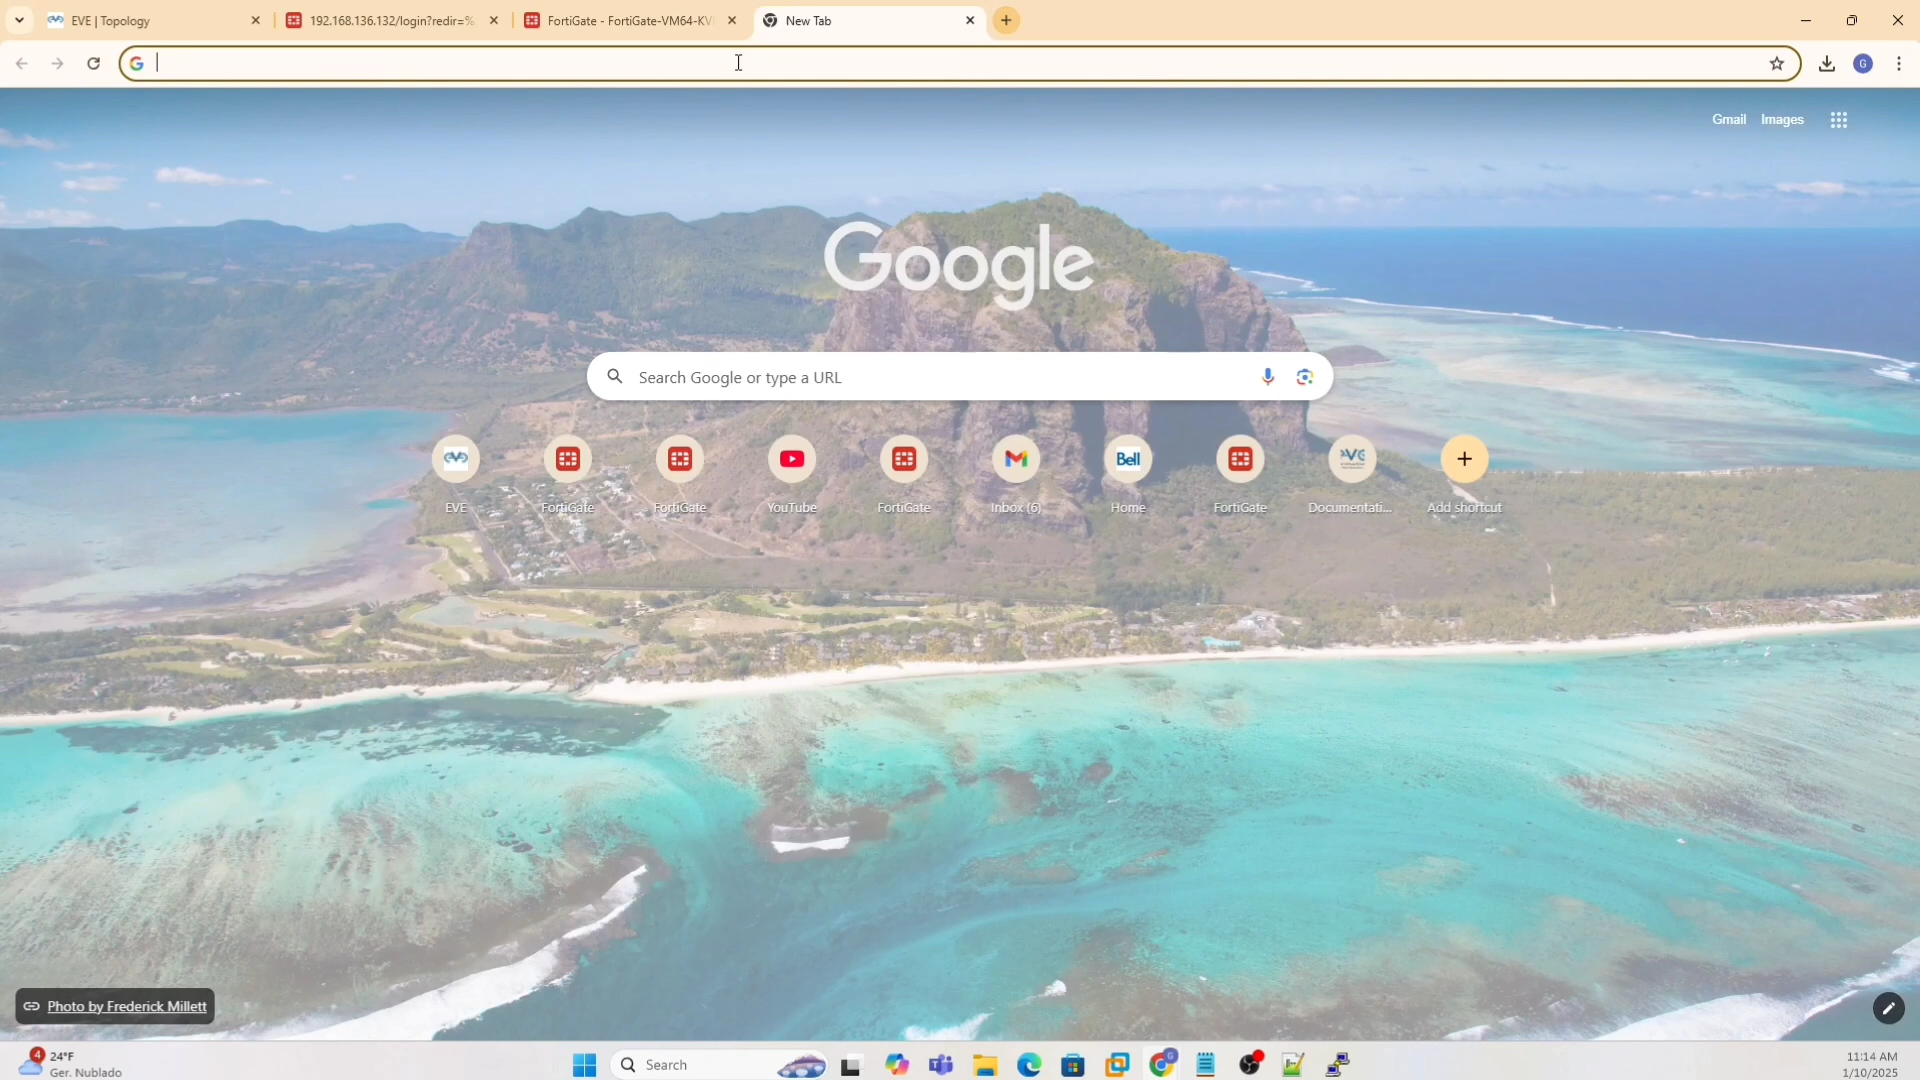 EVE | Topology
192.168.136.132/login?redir=%
FortiGate - FortiGate-VM64-KV
New Tab
G
Gmail
Images
Google
Search Google or type a URL
EVE
FortiGate
FortiGate
YouTube
FortiGate
Inbox (6)
Bell
Home
FortiGate
Documentati...
Add shortcut
Photo by Frederick Millett
4
24°F
Ger. Nublado
Search
11:14 AM
1/10/2025